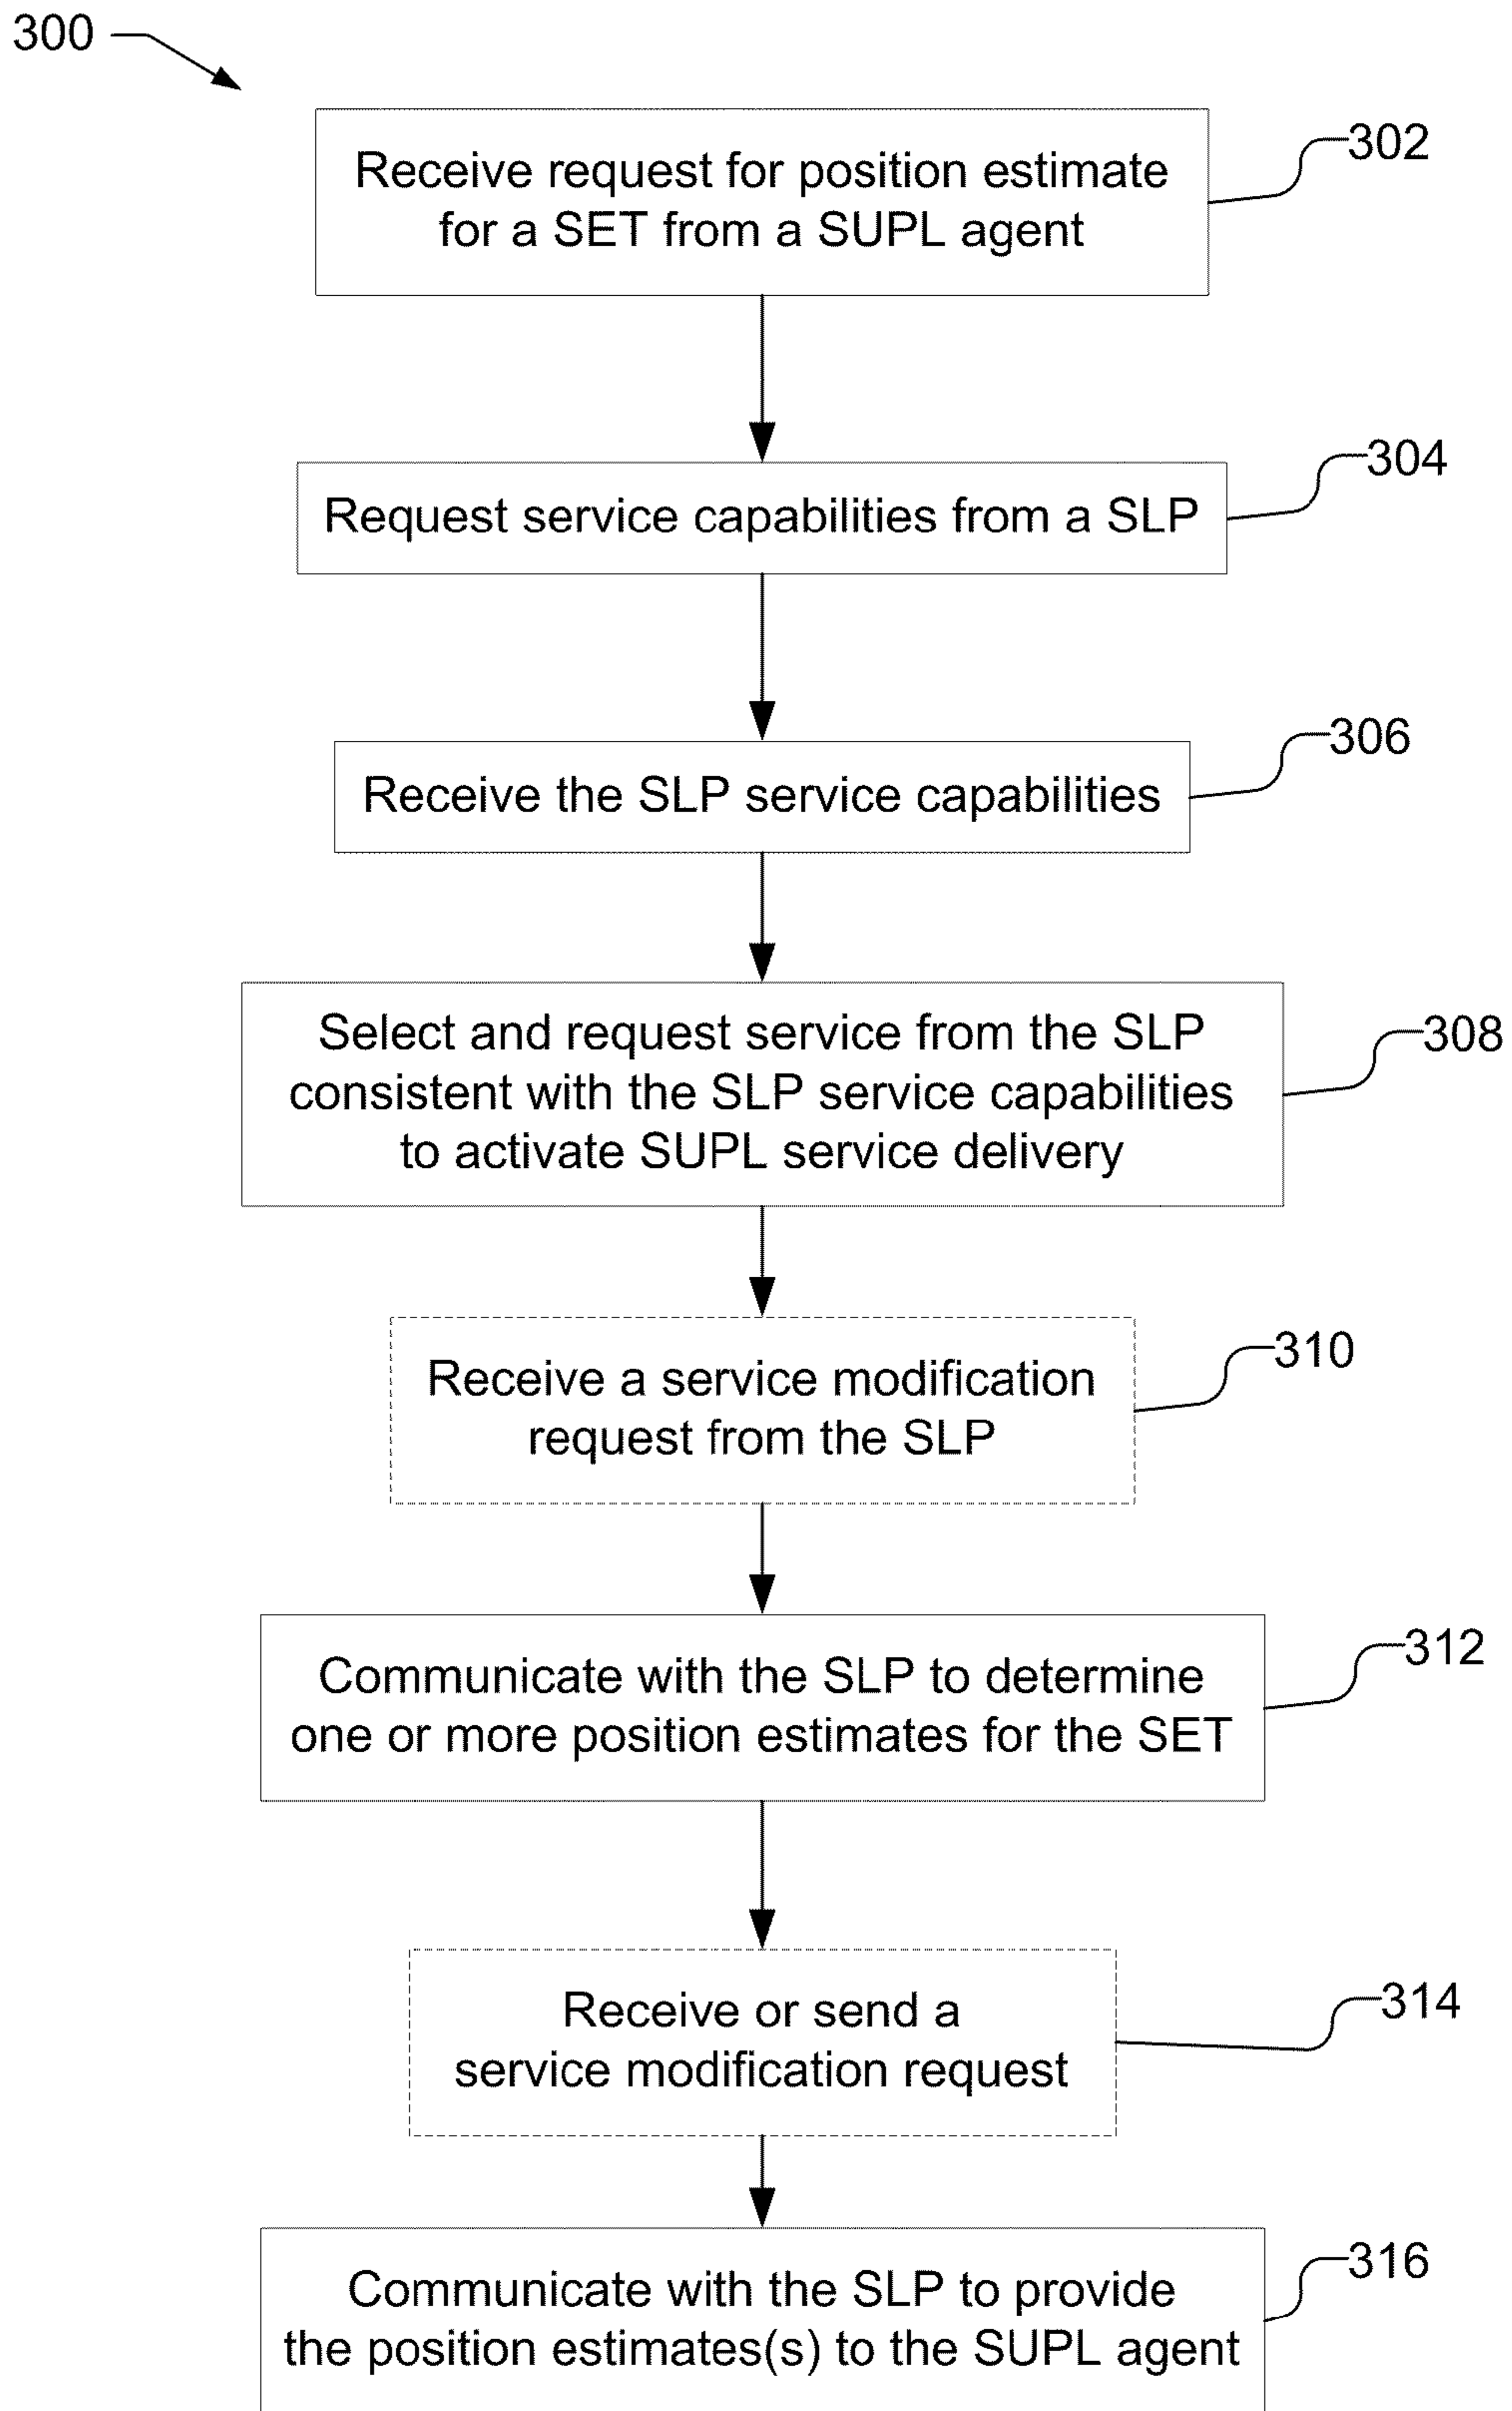 300
Receive request for position estimate
for a SET from a SUPL agent
302
Request service capabilities from a SLP
304
Receive the SLP service capabilities
306
Select and request service from the SLP
consistent with the SLP service capabilities
to activate SUPL service delivery
308
Receive a service modification
request from the SLP
310
Communicate with the SLP to determine
one or more position estimates for the SET
312
Receive or send a
service modification request
314
Communicate with the SLP to provide
the position estimates(s) to the SUPL agent
316